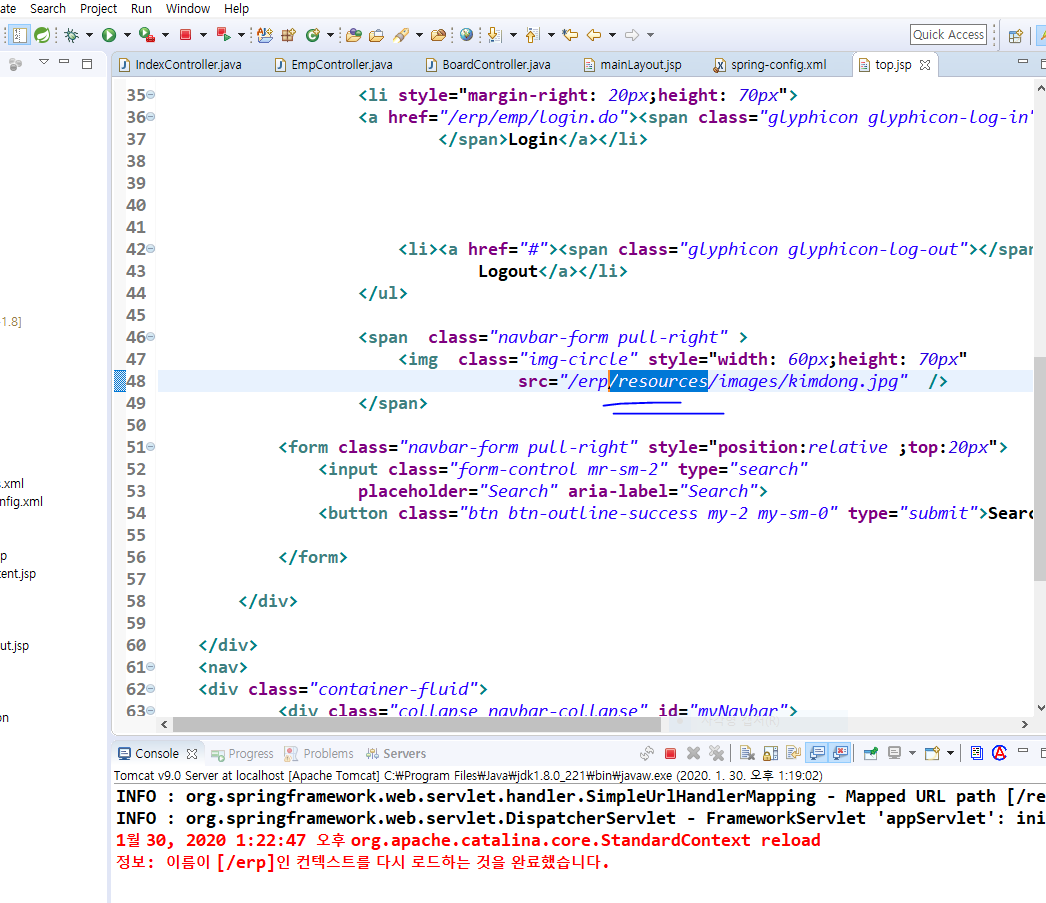 ate Search Project Run Window Help
Quick Access
IndexController.java EmpController.java BoardController.java mainLayout.jsp spring-config.xml top.jsp
35 <li style="margin-right: 20px;height: 70px">
36 <a href="/erp/emp/login.do"><span class="glyphicon glyphicon-log-in"
37 </span>Login</a></li>
38
39
40
41
42 <li><a href="#"><span class="glyphicon glyphicon-log-out"></span
43 Logout</a></li>
44 </ul>
45
46 <span class="navbar-form pull-right" >
47 <img class="img-circle" style="width: 60px;height: 70px"
48 src="/erp/resources/images/kimdong.jpg" />
49 </span>
50
51 <form class="navbar-form pull-right" style="position:relative ;top:20px">
52 <input class="form-control mr-sm-2" type="search"
53 placeholder="Search" aria-label="Search">
54 <button class="btn btn-outline-success my-2 my-sm-0" type="submit">Searc
55
56 </form>
57
58 </div>
59
60 </div>
61 <nav>
62 <div class="container-fluid">
63 <div class="collapse navbar-collapse" id="myNavbar">
-1.8]
s.xml
nfig.xml
p
tent.jsp
ut.jsp
on
Console Progress Problems Servers
Tomcat v9.0 Server at localhost [Apache Tomcat] C:₩Program Files₩Java₩jdk1.8.0_221₩bin₩javaw.exe (2020. 1. 30. 오후 1:19:02)
INFO : org.springframework.web.servlet.handler.SimpleUrlHandlerMapping - Mapped URL path [/re
INFO : org.springframework.web.servlet.DispatcherServlet - FrameworkServlet 'appServlet': ini
1월 30, 2020 1:22:47 오후 org.apache.catalina.core.StandardContext reload
정보: 이름이 [/erp]인 컨텍스트를 다시 로드하는 것을 완료했습니다.